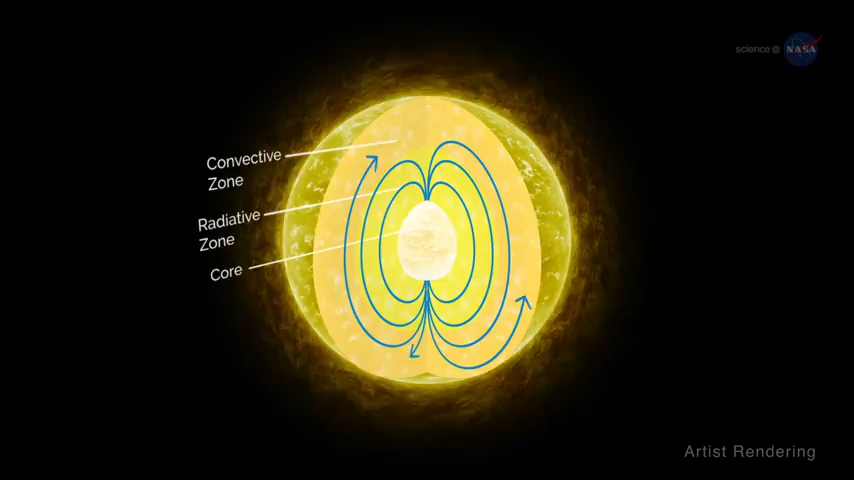 science@ NASA
Convective
Zone
Radiative
Zone
Core
Artist Rendering